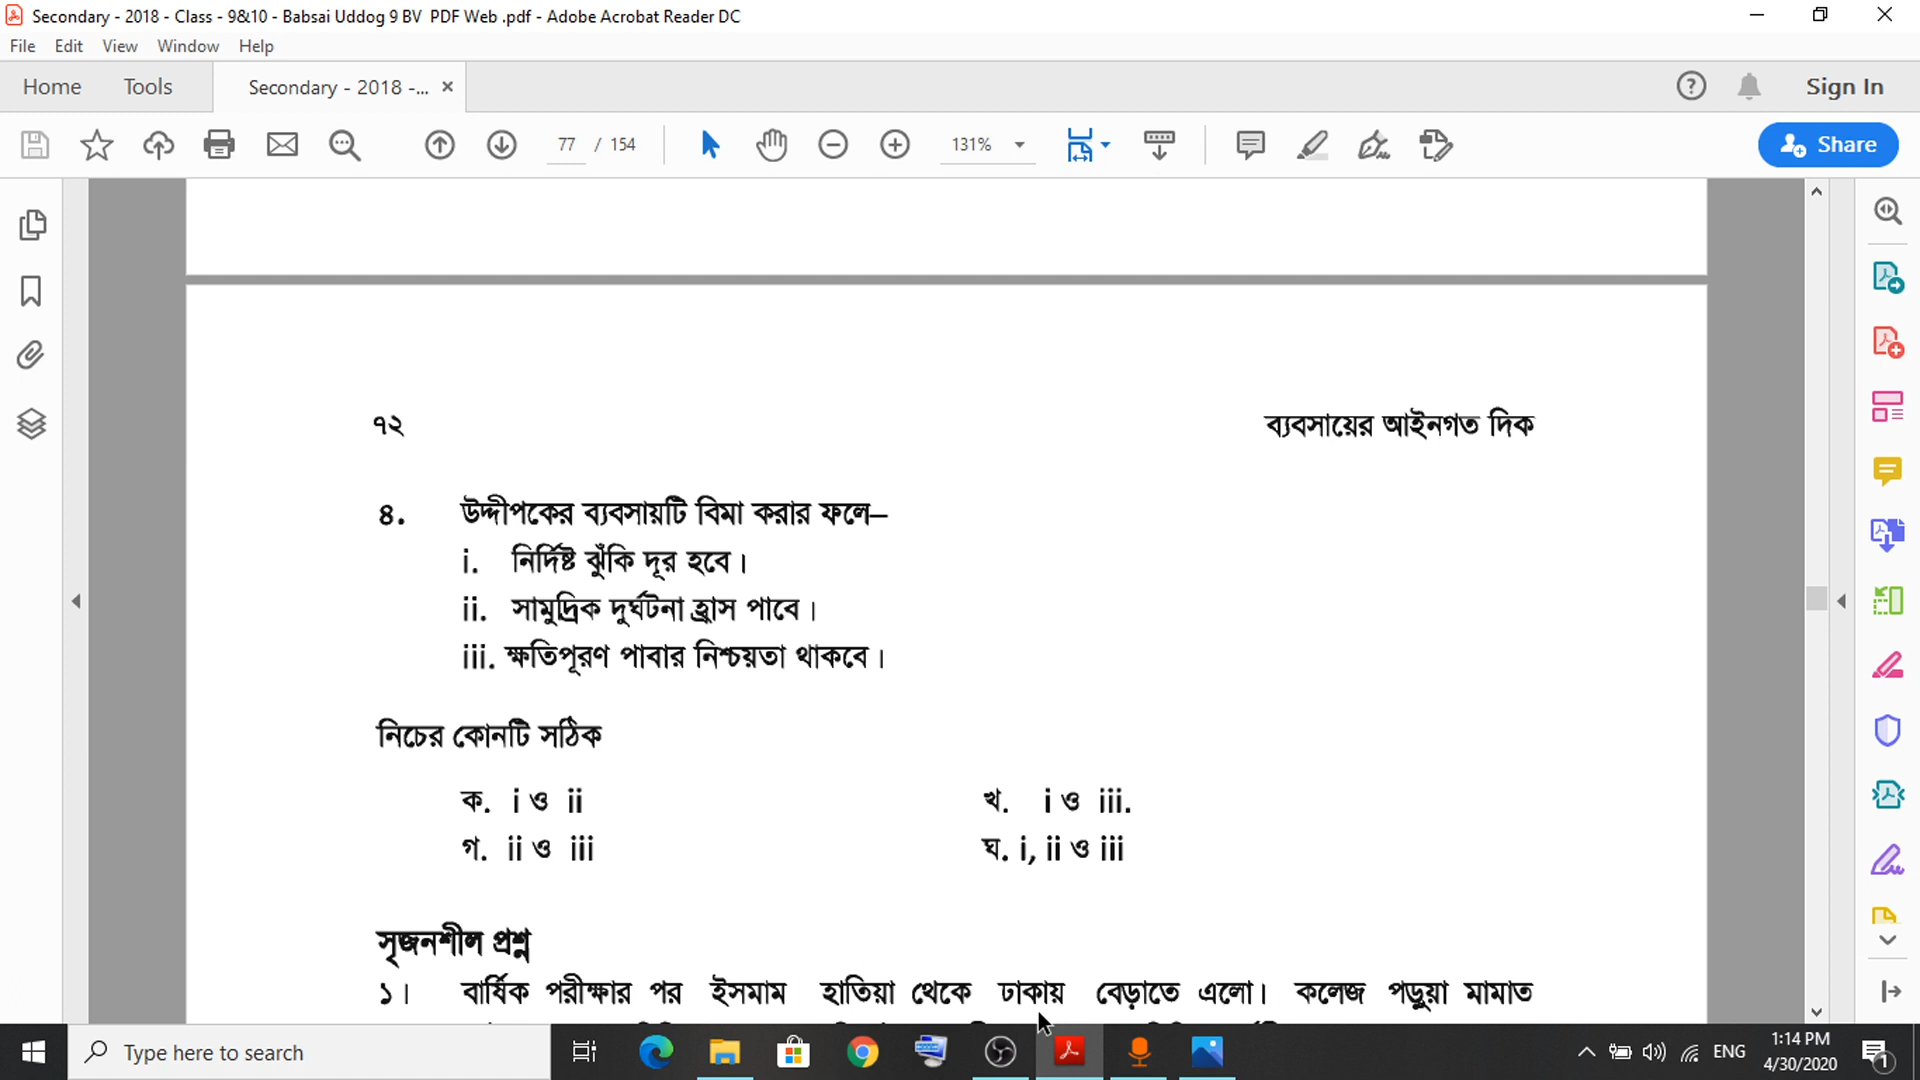 Secondary - 2018 - Class - 9&10 - Babsai Uddog 9 BV PDF Web .pdf - Adobe Acrobat Reader DC
File Edit View Window Help
Home Tools Secondary - 2018 -... × Sign In
77 / 154 131% Share
৭২ ব্যবসায়ের আইনগত দিক
৪. উদ্দীপকের ব্যবসায়টি বিমা করার ফলে–
i. নির্দিষ্ট ঝুঁকি দূর হবে।
ii. সামুদ্রিক দুর্ঘটনা হ্রাস পাবে।
iii. ক্ষতিপূরণ পাবার নিশ্চয়তা থাকবে।
নিচের কোনটি সঠিক
ক. i ও ii খ. i ও iii.
গ. ii ও iii ঘ. i, ii ও iii
সৃজনশীল প্রশ্ন
১। বার্ষিক পরীক্ষার পর ইসমাম হাতিয়া থেকে ঢাকায় বেড়াতে এলো। কলেজ পড়ুয়া মামাত
Type here to search ENG 1:14 PM
4/30/2020 1